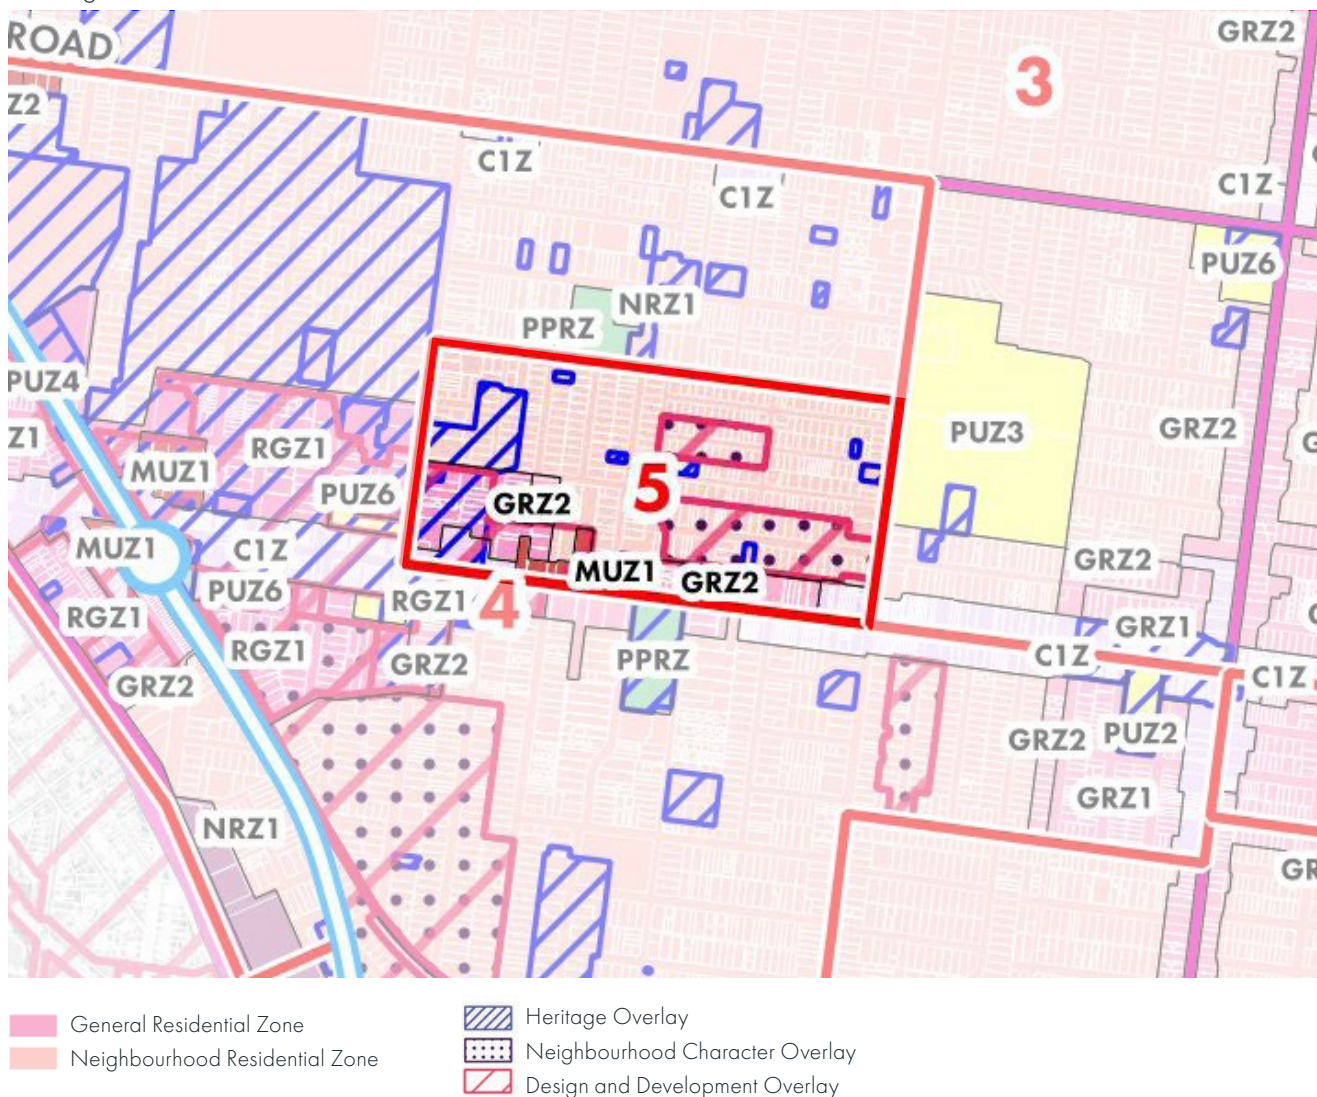 ROAD
GRZ2
3
Z2
C1Z
C1Z
C1Z
PUZ6
NRZ1
PPRZ
PUZ4
Z1
RGZ1
MUZ1
PUZ6
GRZ2
5
PUZ3
GRZ2
G
MUZ1
C1Z
PUZ6
RGZ1
RGZ1
4
MUZ1
GRZ2
GRZ2
GRZ1
RGZ1
GRZ2
GRZ2
PPRZ
C1Z
C1Z
GRZ2
PUZ2
GRZ1
NRZ1
GR
General Residential Zone
Neighbourhood Residential Zone
Heritage Overlay
Neighbourhood Character Overlay
Design and Development Overlay